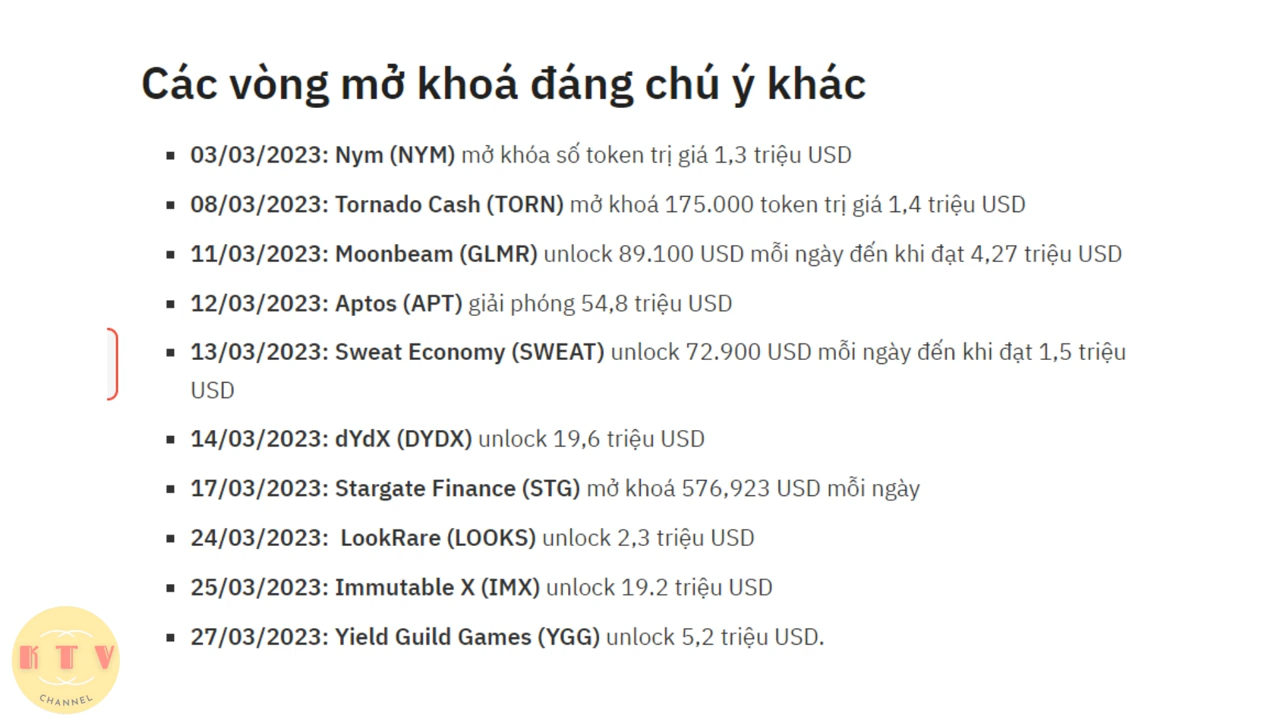 Các vòng mở khoá đáng chú ý khác
▪ 03/03/2023: Nym (NYM) mở khóa số token trị giá 1,3 triệu USD
▪ 08/03/2023: Tornado Cash (TORN) mở khoá 175.000 token trị giá 1,4 triệu USD
▪ 11/03/2023: Moonbeam (GLMR) unlock 89.100 USD mỗi ngày đến khi đạt 4,27 triệu USD
▪ 12/03/2023: Aptos (APT) giải phóng 54,8 triệu USD
▪ 13/03/2023: Sweat Economy (SWEAT) unlock 72.900 USD mỗi ngày đến khi đạt 1,5 triệu
USD
▪ 14/03/2023: dYdX (DYDX) unlock 19,6 triệu USD
▪ 17/03/2023: Stargate Finance (STG) mở khoá 576,923 USD mỗi ngày
▪ 24/03/2023: LookRare (LOOKS) unlock 2,3 triệu USD
▪ 25/03/2023: Immutable X (IMX) unlock 19.2 triệu USD
▪ 27/03/2023: Yield Guild Games (YGG) unlock 5,2 triệu USD.
KTV
CHANNEL